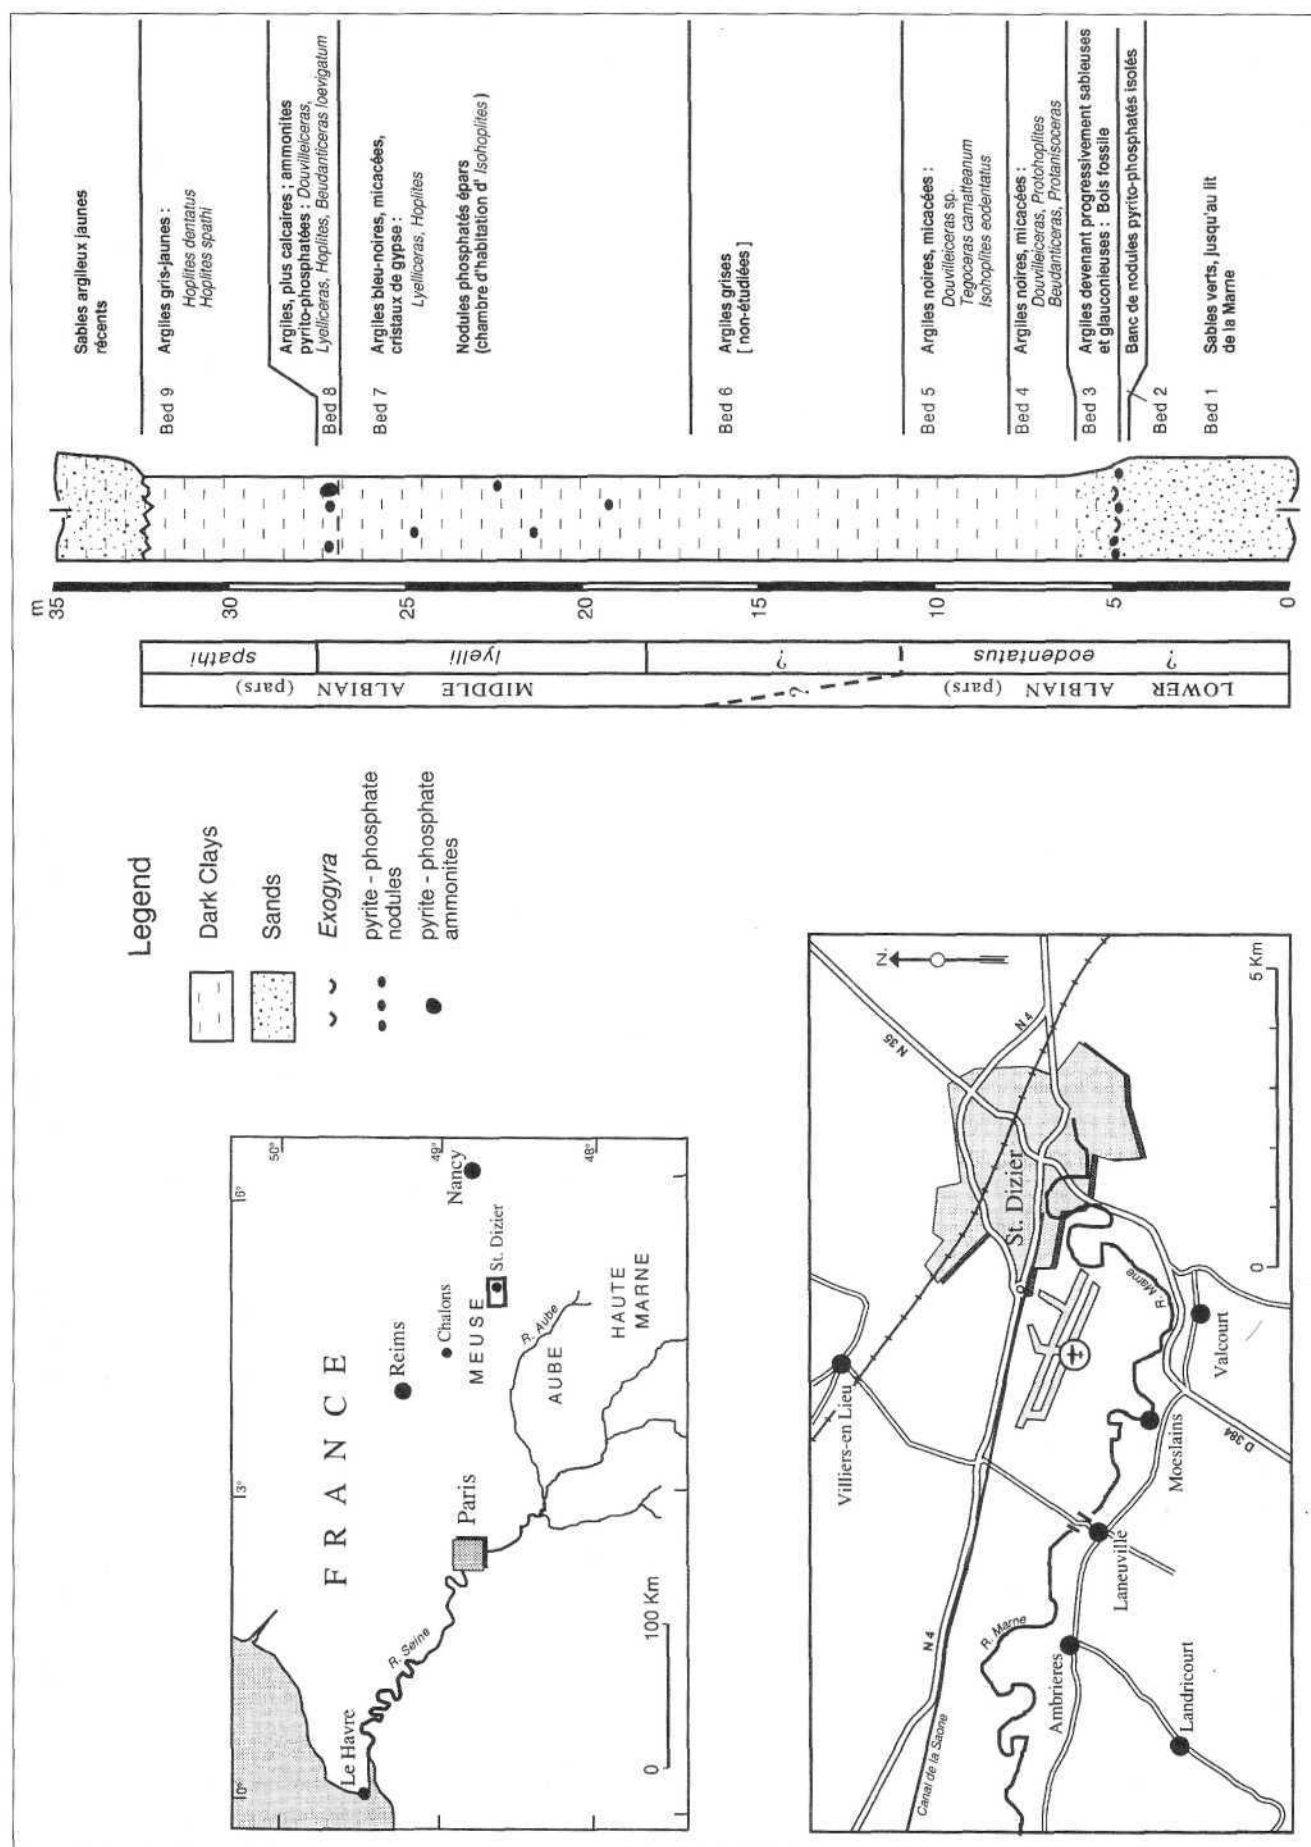 Le Havre
R. Seine
0°
3°
6°
50°
49°
48°
F R A N C E
Paris
Reims
Chalons
MEUSE
Nancy
St. Dizier
R. Aube
AUBE
HAUTE
MARNE
0
100 Km
Legend
Dark Clays
Sands
Exogyra
pyrite - phosphate
nodules
pyrite - phosphate
ammonites
Villiers-en Lieu
St. Dizier
N 35
N 4
N 4
Canal de la Saone
R. Marne
R. Marne
Ambrieres
Laneuville
Landricourt
Moeslains
Valcourt
D 384
N.
0
5 Km
LOWER ALBIAN (pars)
?
MIDDLE ALBIAN (pars)
?
eodentatus
?
lyelli
spathi
m
35
30
25
20
15
10
5
0
Sables argileux jaunes
récents
Bed 9
Argiles gris-jaunes :
Hoplites dentatus
Hoplites spathi
Bed 8
Argiles, plus calcaires ; ammonites
pyrito-phosphatées : Douvilleiceras,
Lyelliceras, Hoplites, Beudanticeras loevigatum
Bed 7
Argiles bleu-noires, micacées,
cristaux de gypse :
Lyelliceras, Hoplites
Nodules phosphatés épars
(chambre d'habitation d' Isohoplites )
Bed 6
Argiles grises
[ non-étudiées ]
Bed 5
Argiles noires, micacées :
Douvilleiceras sp.
Tegoceras camatteanum
Isohoplites eodentatus
Bed 4
Argiles noires, micacées :
Douvilleiceras, Protohoplites
Beudanticeras, Protanisoceras
Bed 3
Argiles devenant progressivement sableuses
et glauconieuses : Bois fossile
Bed 2
Banc de nodules pyrito-phosphatés isolés
Bed 1
Sables verts, jusqu'au lit
de la Marne